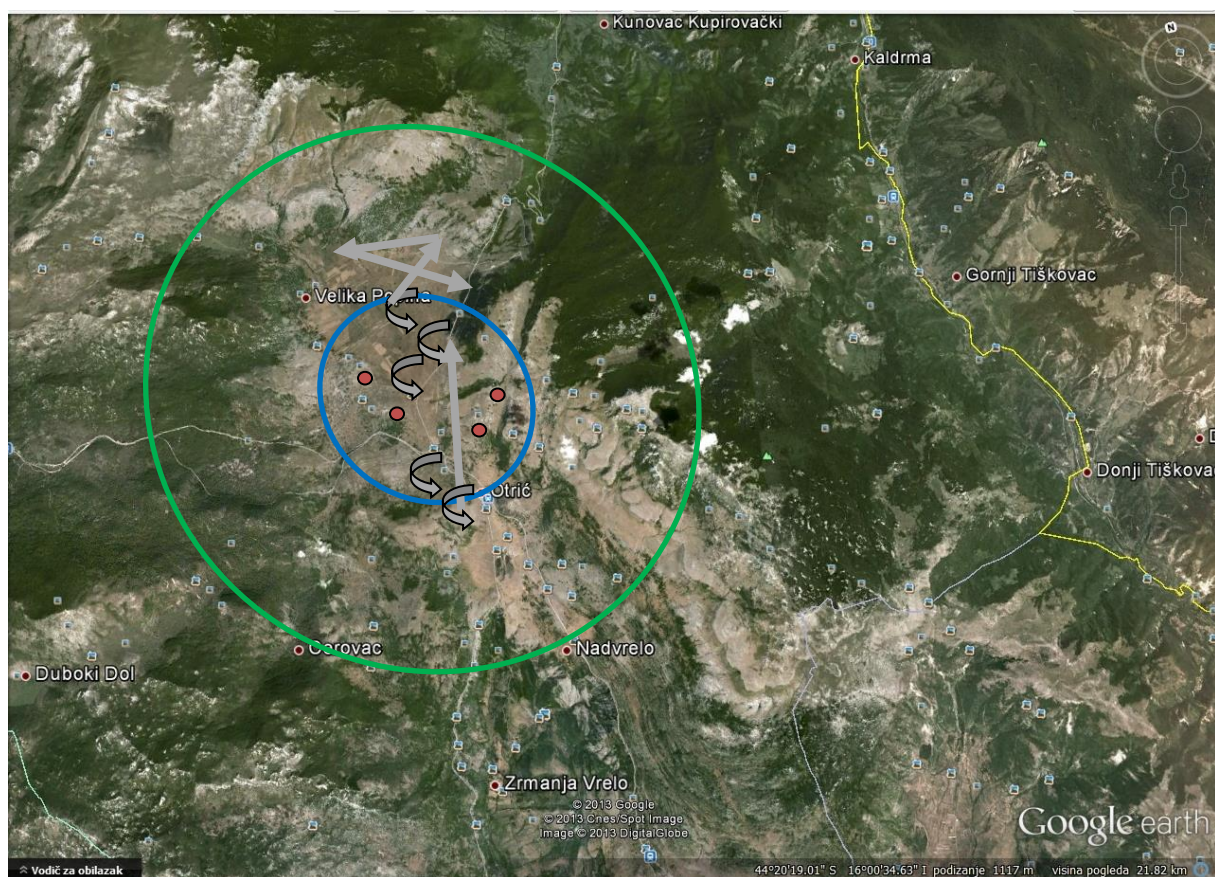 Kunovac Kupirovački
N
Kaldrma
Gornji Tiškovac
Velika Popina
Donji Tiškovac
Otrić
Nadvrelo
Duboki Dol
Zrmanja Vrelo
© 2013 Google
© 2013 Cnes/Spot Image
Image © 2013 DigitalGlobe
Google earth
Vodič za obilazak
44°20'19.01" S 16°00'34.63" I podizanje 1117 m visina pogleda 21.82 km